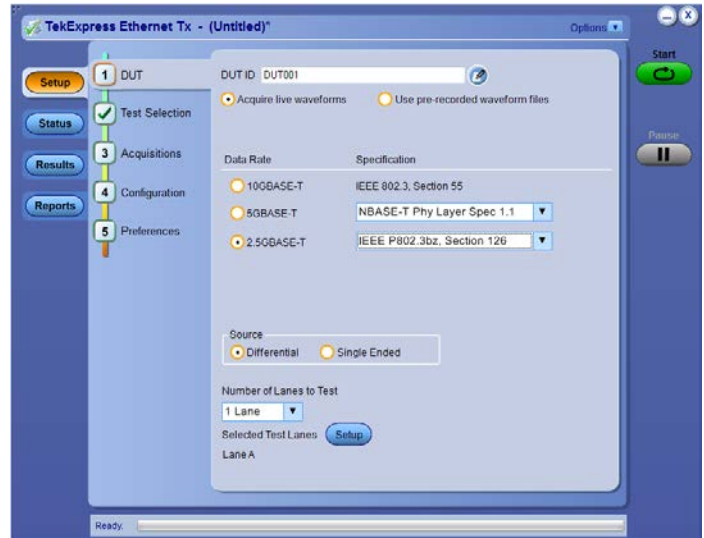 TekExpress Ethernet Tx - (Untitled)*
Options
Start
Pause
Setup
Status
Results
Reports
1 DUT
Test Selection
3 Acquisitions
4 Configuration
5 Preferences
DUT ID DUT001
Acquire live waveforms Use pre-recorded waveform files
Data Rate Specification
10GBASE-T IEEE 802.3, Section 55
5GBASE-T NBASE-T Phy Layer Spec 1.1
2.5GBASE-T IEEE P802.3bz, Section 126
Source
Differential Single Ended
Number of Lanes to Test
1 Lane
Selected Test Lanes Setup
Lane A
Ready.